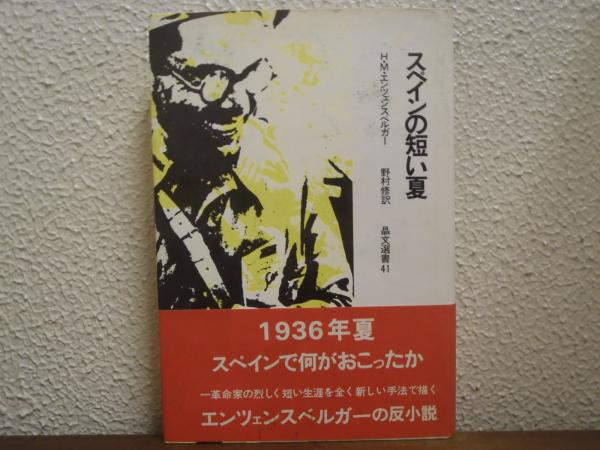 スペインの短い夏
H・M・エンツェンスベルガー
野村修訳
晶文選書41
1936年夏
スペインで何がおこったか
一革命家の烈しく短い生涯を全く新しい手法で描く
エンツェンスベルガーの反小説